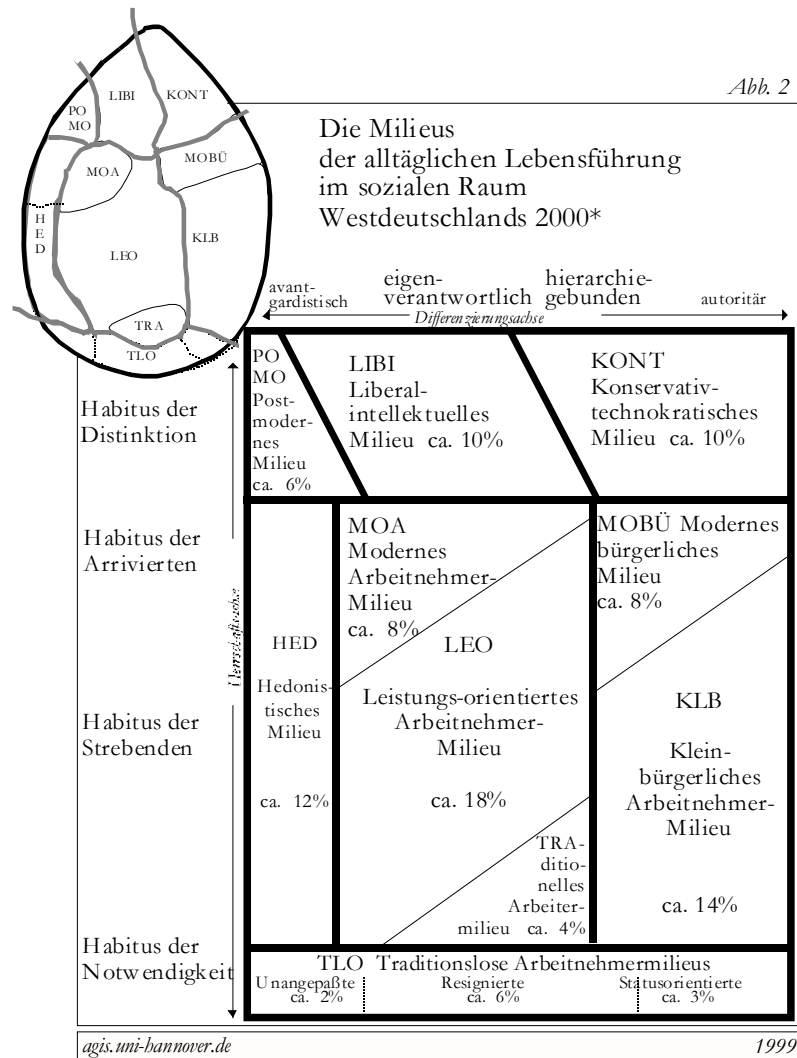 Abb. 2
Die Milieus
der alltäglichen Lebensführung
im sozialen Raum
Westdeutschlands 2000*
PO
MO
LIBI
KONT
MOA
MOBÜ
H
E
D
LEO
KLB
TRA
TLO
avant-
gardistisch
eigen-
verantwortlich
hierarchie-
gebunden
autoritär
Differenzierungsachse
Herrschaftsachse
Habitus der
Distinktion
PO
MO
Post-
moder-
nes
Milieu
ca. 6%
LIBI
Liberal-
intellektuelles
Milieu ca. 10%
KONT
Konservativ-
technokratisches
Milieu ca. 10%
Habitus der
Arrivierten
MOA
Modernes
Arbeitnehmer-
Milieu
ca. 8%
MOBÜ Modernes
bürgerliches
Milieu
ca. 8%
HED
Hedonis-
tisches
Milieu
ca. 12%
LEO
Leistungs-orientiertes
Arbeitnehmer-
Milieu
ca. 18%
Habitus der
Strebenden
KLB
Klein-
bürgerliches
Arbeitnehmer-
Milieu
ca. 14%
TRA-
ditio-
nelles
Arbeiter-
milieu ca. 4%
Habitus der
Notwendigkeit
TLO Traditionslose Arbeitnehmermilieus
Unangepaßte
ca. 2%
Resignierte
ca. 6%
Statusorientierte
ca. 3%
agis.uni-hannover.de
1999